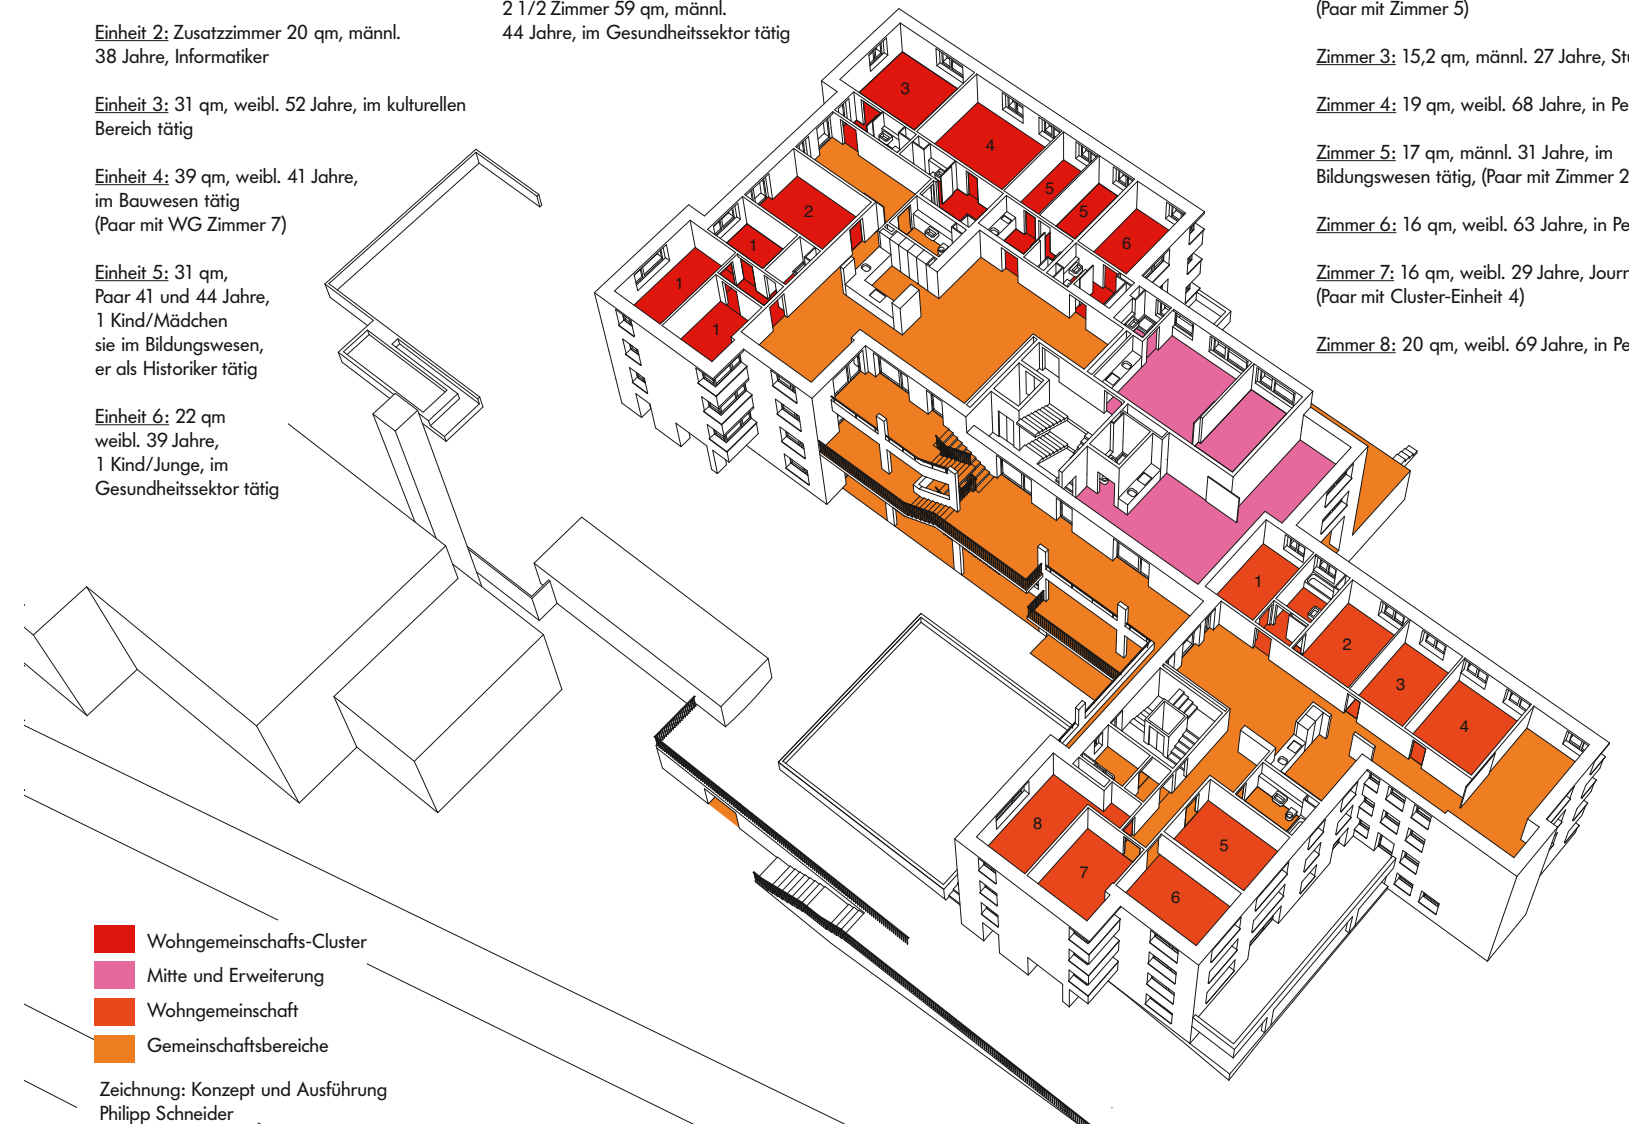 Einheit 2: Zusatzzimmer 20 qm, männl.
38 Jahre, Informatiker
Einheit 3: 31 qm, weibl. 52 Jahre, im kulturellen
Bereich tätig
Einheit 4: 39 qm, weibl. 41 Jahre,
im Bauwesen tätig
(Paar mit WG Zimmer 7)
Einheit 5: 31 qm,
Paar 41 und 44 Jahre,
1 Kind/Mädchen
sie im Bildungswesen,
er als Historiker tätig
Einheit 6: 22 qm
weibl. 39 Jahre,
1 Kind/Junge, im
Gesundheitssektor tätig
2 1/2 Zimmer 59 qm, männl.
44 Jahre, im Gesundheitssektor tätig
(Paar mit Zimmer 5)
Zimmer 3: 15,2 qm, männl. 27 Jahre,
Zimmer 4: 19 qm, weibl. 68 Jahre, in
Zimmer 5: 17 qm, männl. 31 Jahre, im
Bildungswesen tätig, (Paar mit Zimmer 2
Zimmer 6: 16 qm, weibl. 63 Jahre, in
Zimmer 7: 16 qm, weibl. 29 Jahre,
(Paar mit Cluster-Einheit 4)
Zimmer 8: 20 qm, weibl. 69 Jahre, in
3
4
5
5
6
2
1
1
1
1
2
3
4
8
7
5
6
Wohngemeinschafts-Cluster
Mitte und Erweiterung
Wohngemeinschaft
Gemeinschaftsbereiche
Zeichnung: Konzept und Ausführung
Philipp Schneider